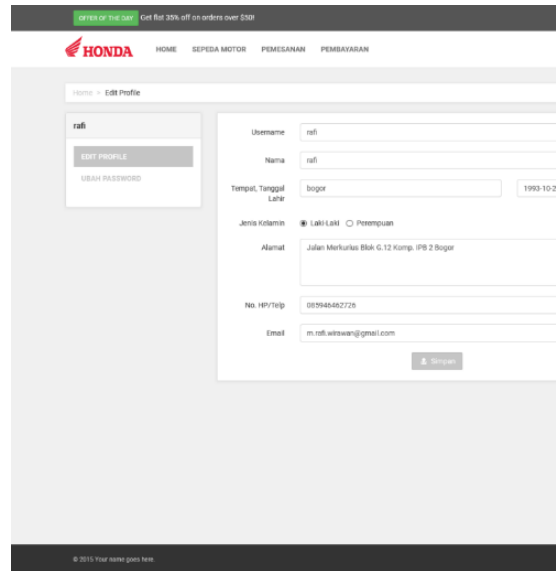 OFFER OF THE DAY Get flat 35% off on orders over $50!
HONDA HOME SEPEDA MOTOR PEMESANAN PEMBAYARAN
Home > Edit Profile
rafi
EDIT PROFILE
UBAH PASSWORD
Username rafi
Nama rafi
Tempat, Tanggal bogor 1993-10-2
Lahir
Jenis Kelamin Laki-Laki Perempuan
Alamat Jalan Merkurius Blok G.12 Komp. IPB 2 Bogor
No. HP/Telp 085946462726
Email m.rafi.wirawan@gmail.com
Simpan
© 2015 Your name goes here.